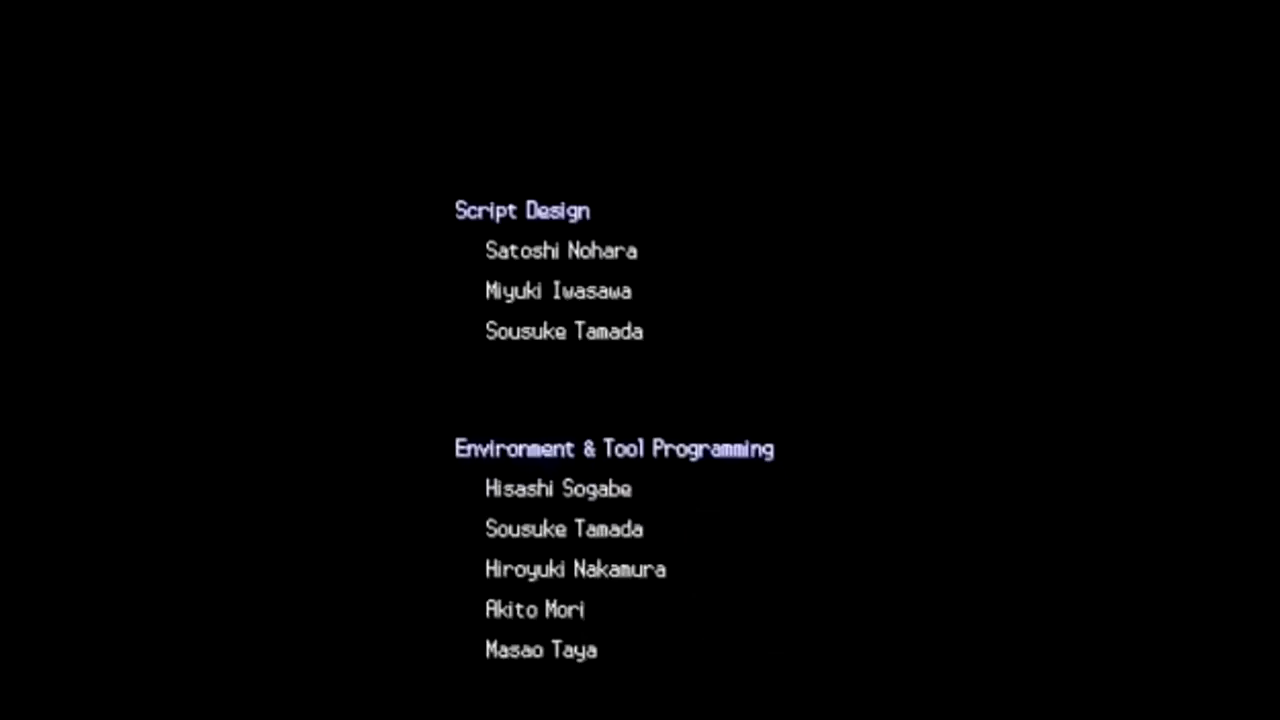 Script Design
Satoshi Nohara
Miyuki Iwasawa
Sousuke Tamada
Environment & Tool Programming
Hisashi Sogabe
Sousuke Tamada
Hiroyuki Nakamura
Akito Mori
Masao Taya